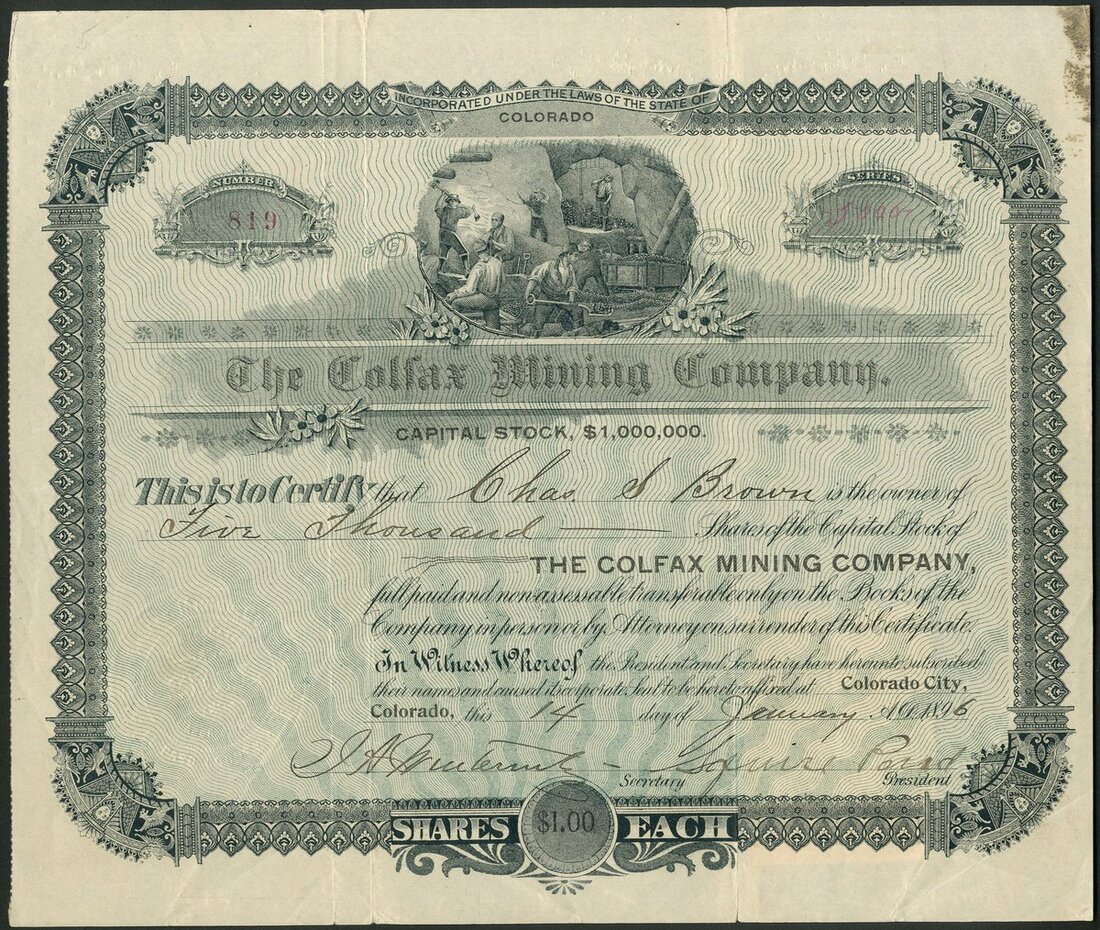 INCORPORATED UNDER THE LAWS OF THE STATE OF
COLORADO
NUMBER
819
SERIES
The Colfax Mining Company.
CAPITAL STOCK, $1,000,000.
This is to Certify that Chas S Brown is the owner of
Five Thousand Shares of the Capital Stock of
THE COLFAX MINING COMPANY,
full paid and non-assessable transferable only on the Books of the
Company in person or by Attorney on surrender of this Certificate.
In Witness Whereof the President and Secretary have hereunto subscribed
their names and caused its corporate Seal to be hereto affixed at Colorado City,
Colorado, this 14 day of January A.D. 1896
Squire
Secretary President
SHARES $1.00 EACH